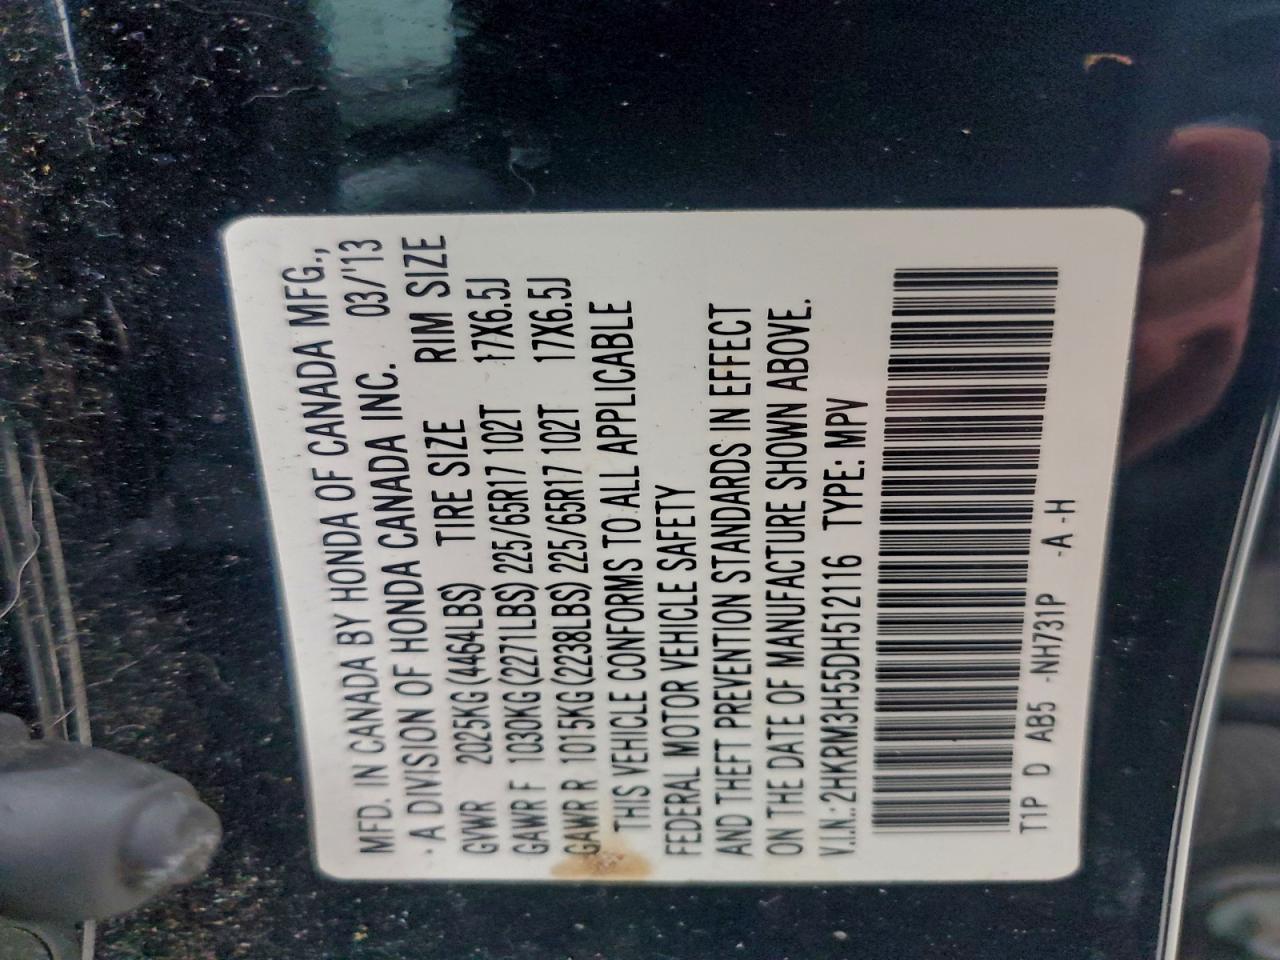 MFD. IN CANADA BY HONDA OF CANADA MFG.,
A DIVISION OF HONDA CANADA INC. 03/'13
GVWR 2025KG (4464LBS) TIRE SIZE RIM SIZE
GAWR F 1030KG (2271LBS) 225/65R17 102T 17X6.5J
GAWR R 1015KG (2238LBS) 225/65R17 102T 17X6.5J
THIS VEHICLE CONFORMS TO ALL APPLICABLE
FEDERAL MOTOR VEHICLE SAFETY
AND THEFT PREVENTION STANDARDS IN EFFECT
ON THE DATE OF MANUFACTURE SHOWN ABOVE.
V.I.N.:2HKRM3H55DH512116 TYPE: MPV
T1P D AB5 -NH731P -A -H